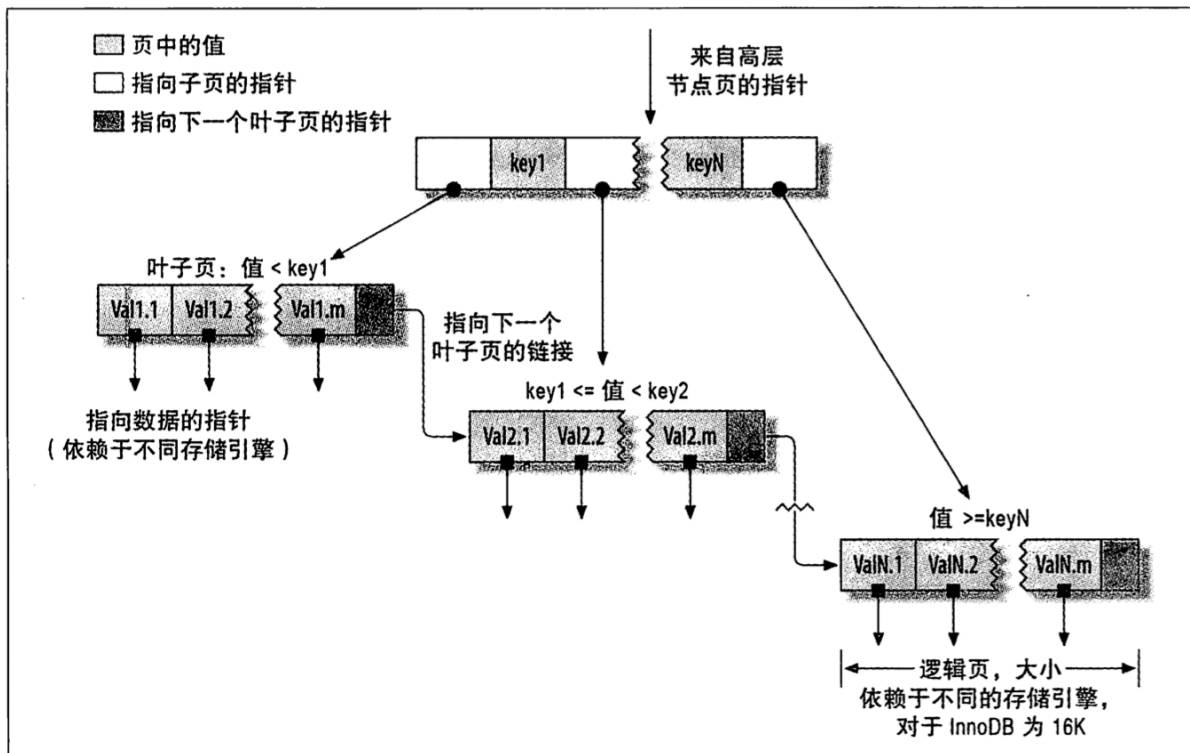 页中的值
指向子页的指针
指向下一个叶子页的指针
来自高层
节点页的指针
key1
keyN
叶子页：值 < key1
Val1.1
Val1.2
Val1.m
指向下一个
叶子页的链接
指向数据的指针
（依赖于不同存储引擎）
key1 <= 值 < key2
Val2.1
Val2.2
Val2.m
值 >=keyN
ValN.1
ValN.2
ValN.m
逻辑页，大小
依赖于不同的存储引擎，
对于 InnoDB 为 16K